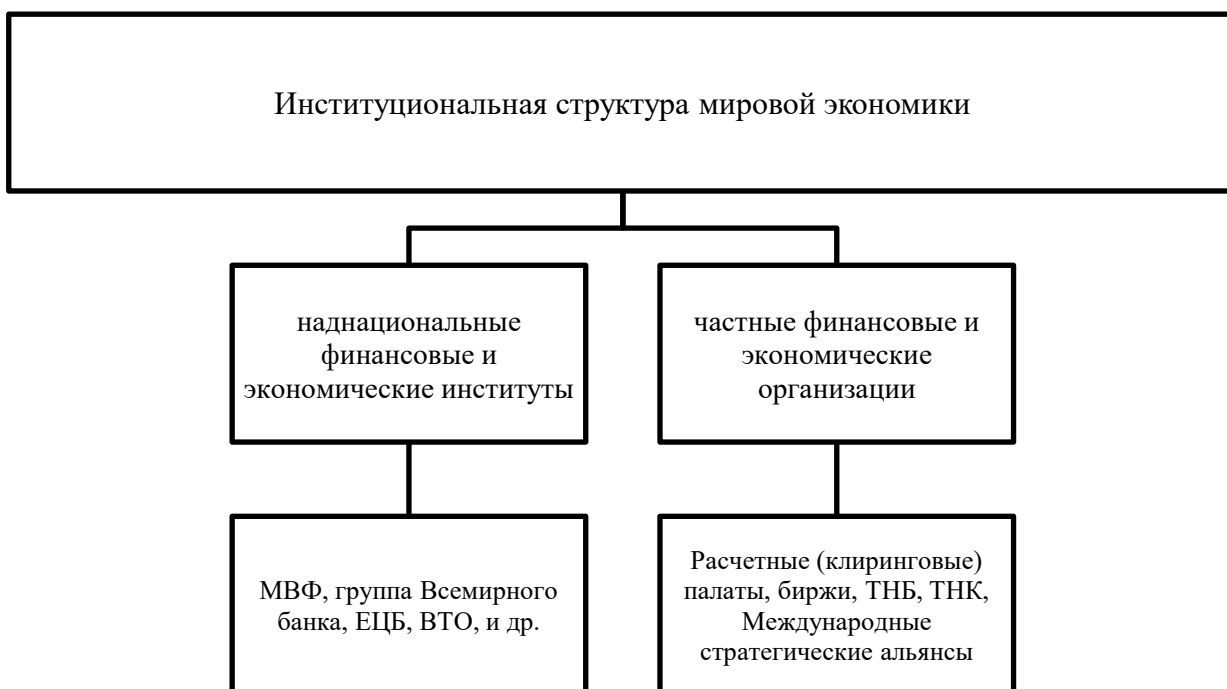 Институциональная структура мировой экономики
наднациональные
финансовые и
экономические институты
частные финансовые и
экономические
организации
МВФ, группа Всемирного
банка, ЕЦБ, ВТО, и др.
Расчетные (клиринговые)
палаты, биржи, ТНБ, ТНК,
Международные
стратегические альянсы